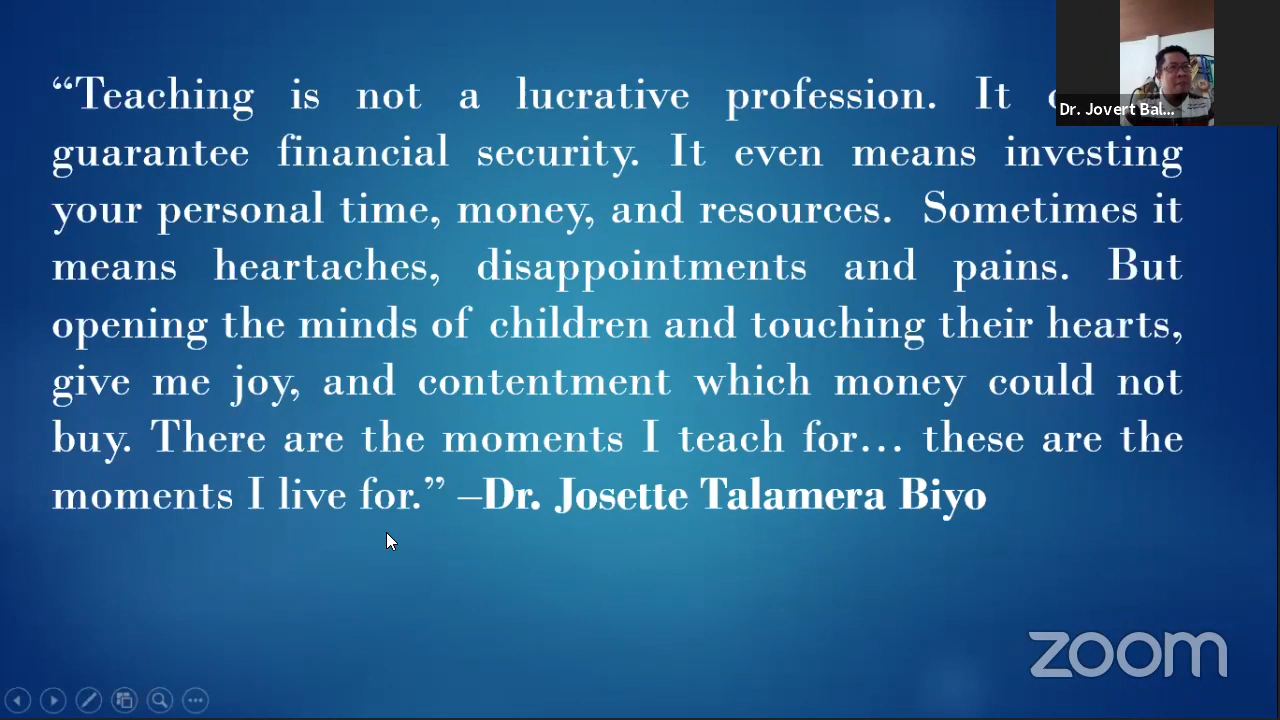 “Teaching is not a lucrative profession. It
guarantee financial security. It even means investing
your personal time, money, and resources. Sometimes it
means heartaches, disappointments and pains. But
opening the minds of children and touching their hearts,
give me joy, and contentment which money could not
buy. There are the moments I teach for… these are the
moments I live for.” –Dr. Josette Talamera Biyo
Dr. Jovert Bal...
zoom